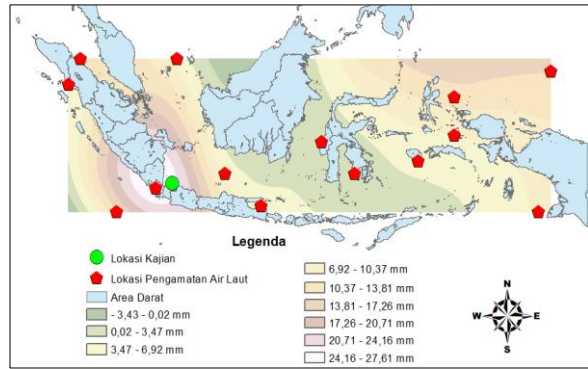 Legenda
Lokasi Kajian
Lokasi Pengamatan Air Laut
Area Darat
- 3,43 - 0,02 mm
0,02 - 3,47 mm
3,47 - 6,92 mm
6,92 - 10,37 mm
10,37 - 13,81 mm
13,81 - 17,26 mm
17,26 - 20,71 mm
20,71 - 24,16 mm
24,16 - 27,61 mm
N
W E
S